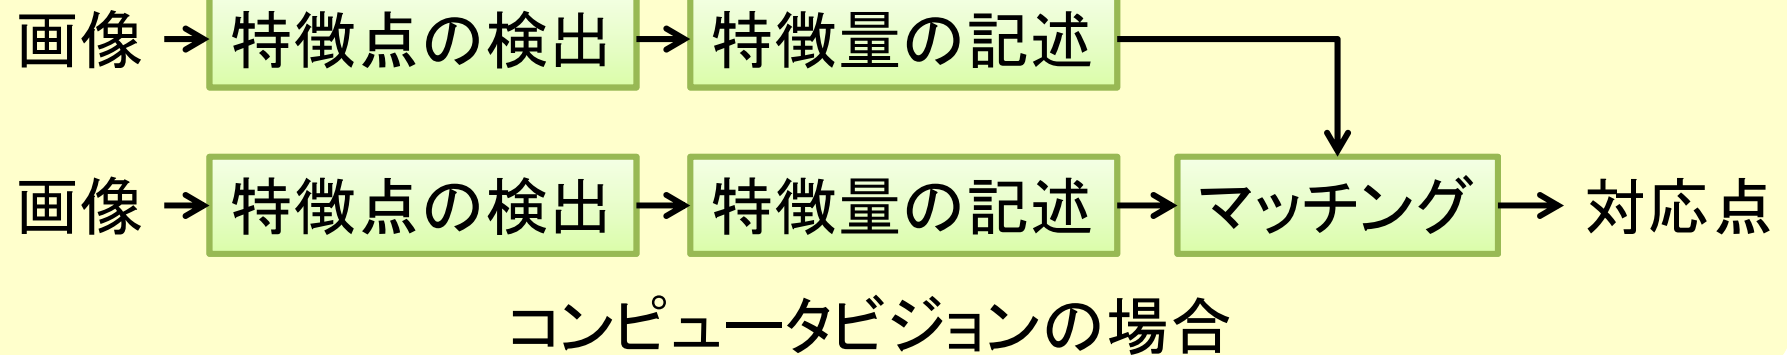 画像 特徴点の検出 特徴量の記述
画像 特徴点の検出 特徴量の記述 マッチング 対応点
コンピュータビジョンの場合